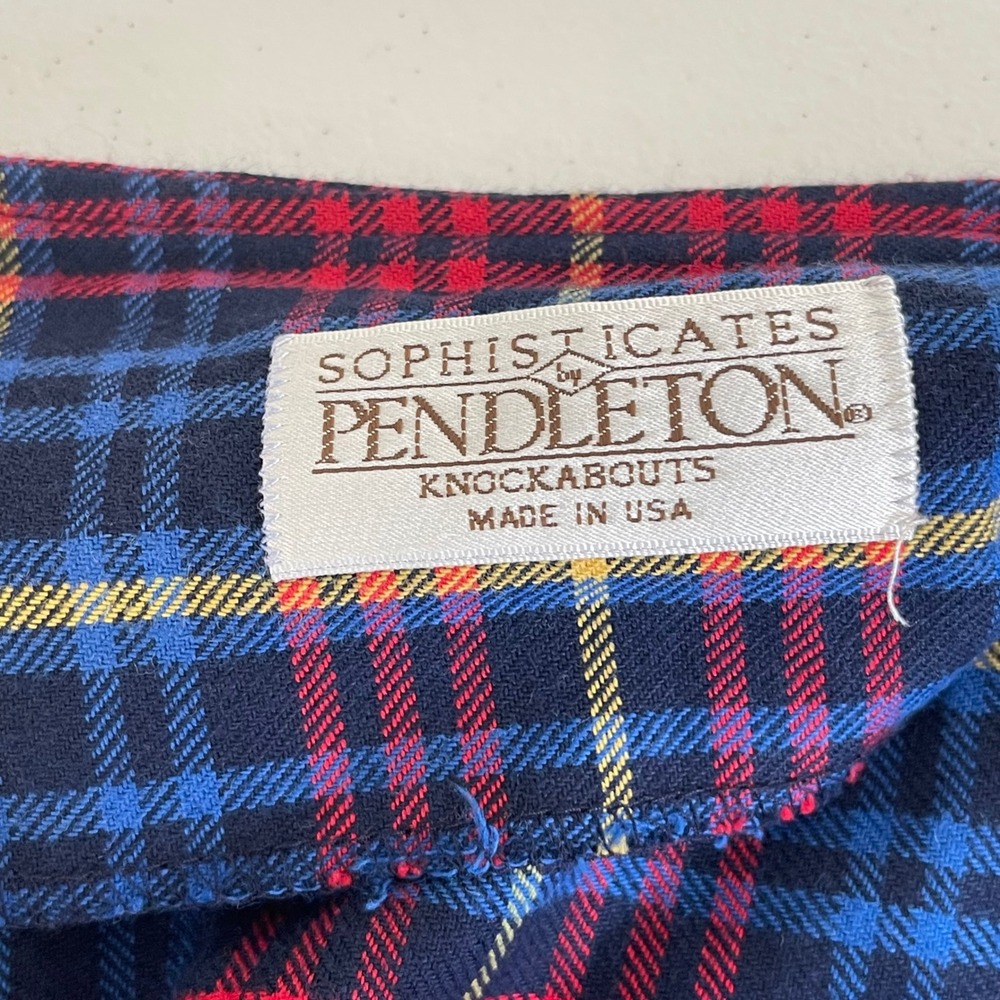 SOPHISTICATES
by
PENDLETON®
KNOCKABOUTS
MADE IN USA